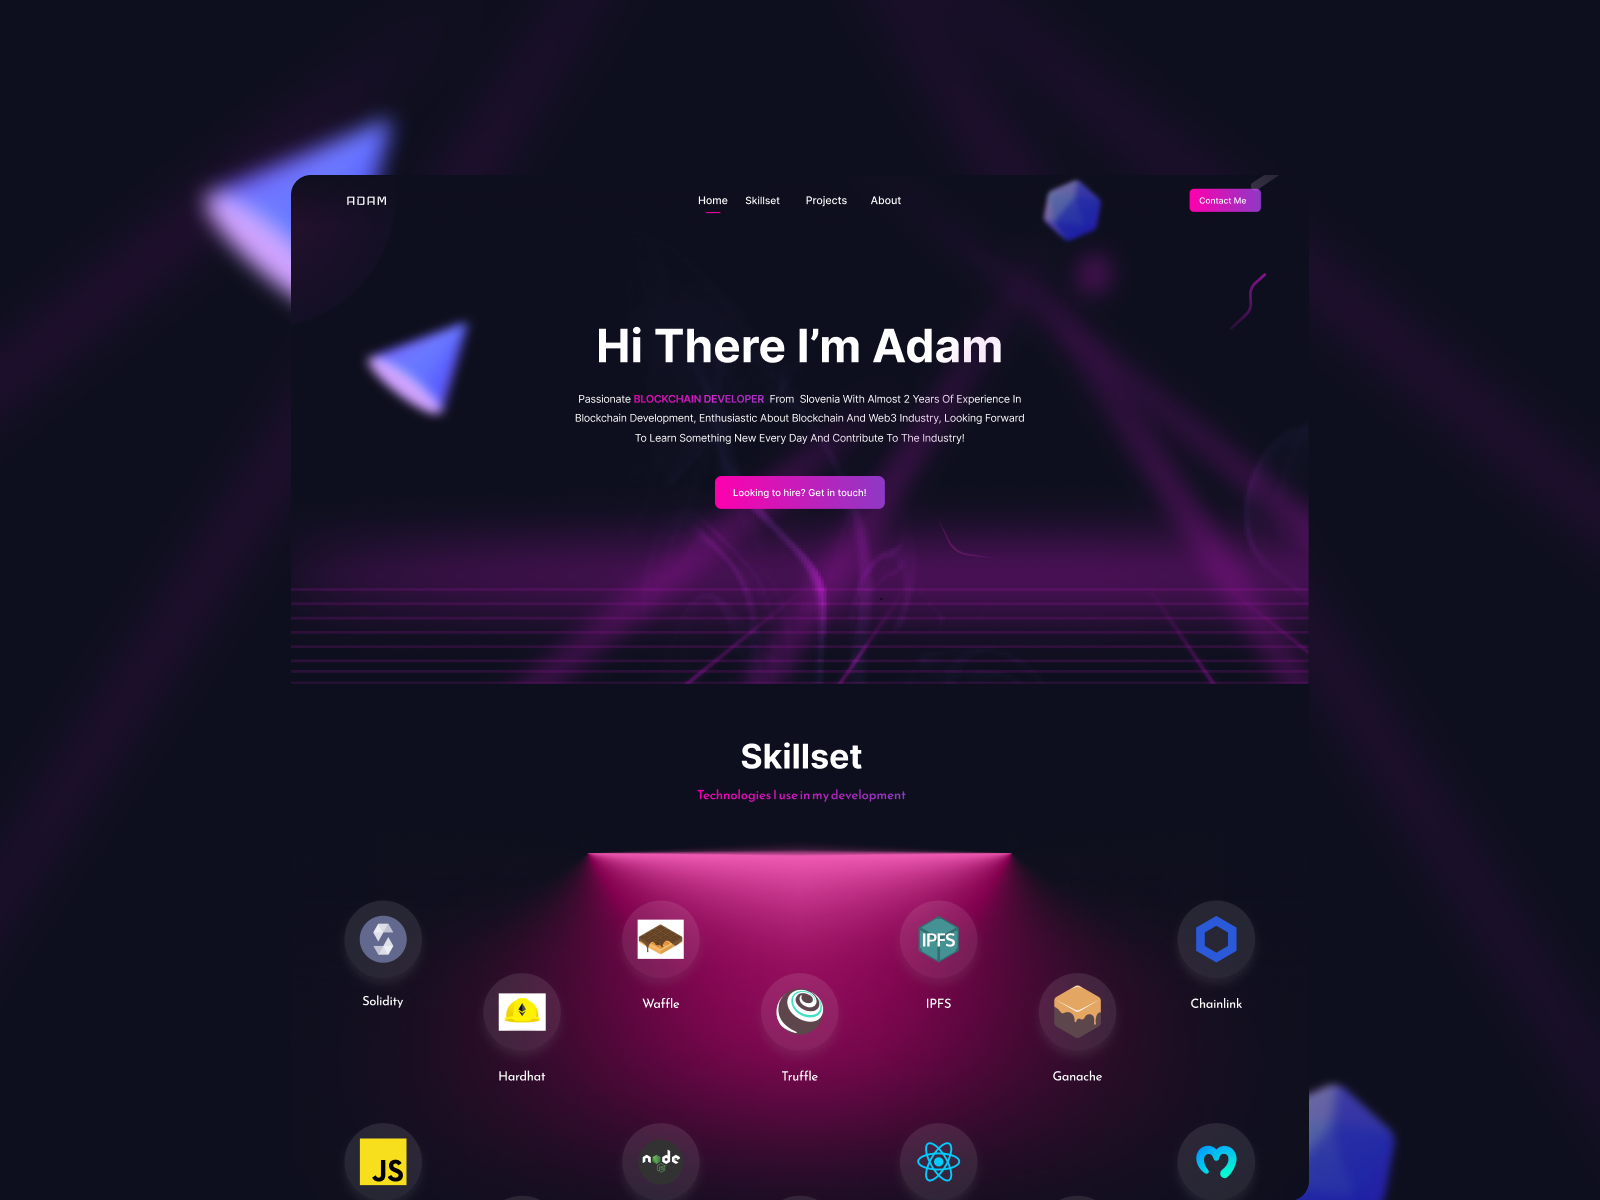 ADAM
Home Skillset Projects About
Contact Me
Hi There I’m Adam
Passionate BLOCKCHAIN DEVELOPER From Slovenia With Almost 2 Years Of Experience In
Blockchain Development, Enthusiastic About Blockchain And Web3 Industry, Looking Forward
To Learn Something New Every Day And Contribute To The Industry!
Looking to hire? Get in touch!
Skillset
Technologies I use in my development
IPFS
Solidity
Waffle
IPFS
Chainlink
Hardhat
Truffle
Ganache
JS
node
JS